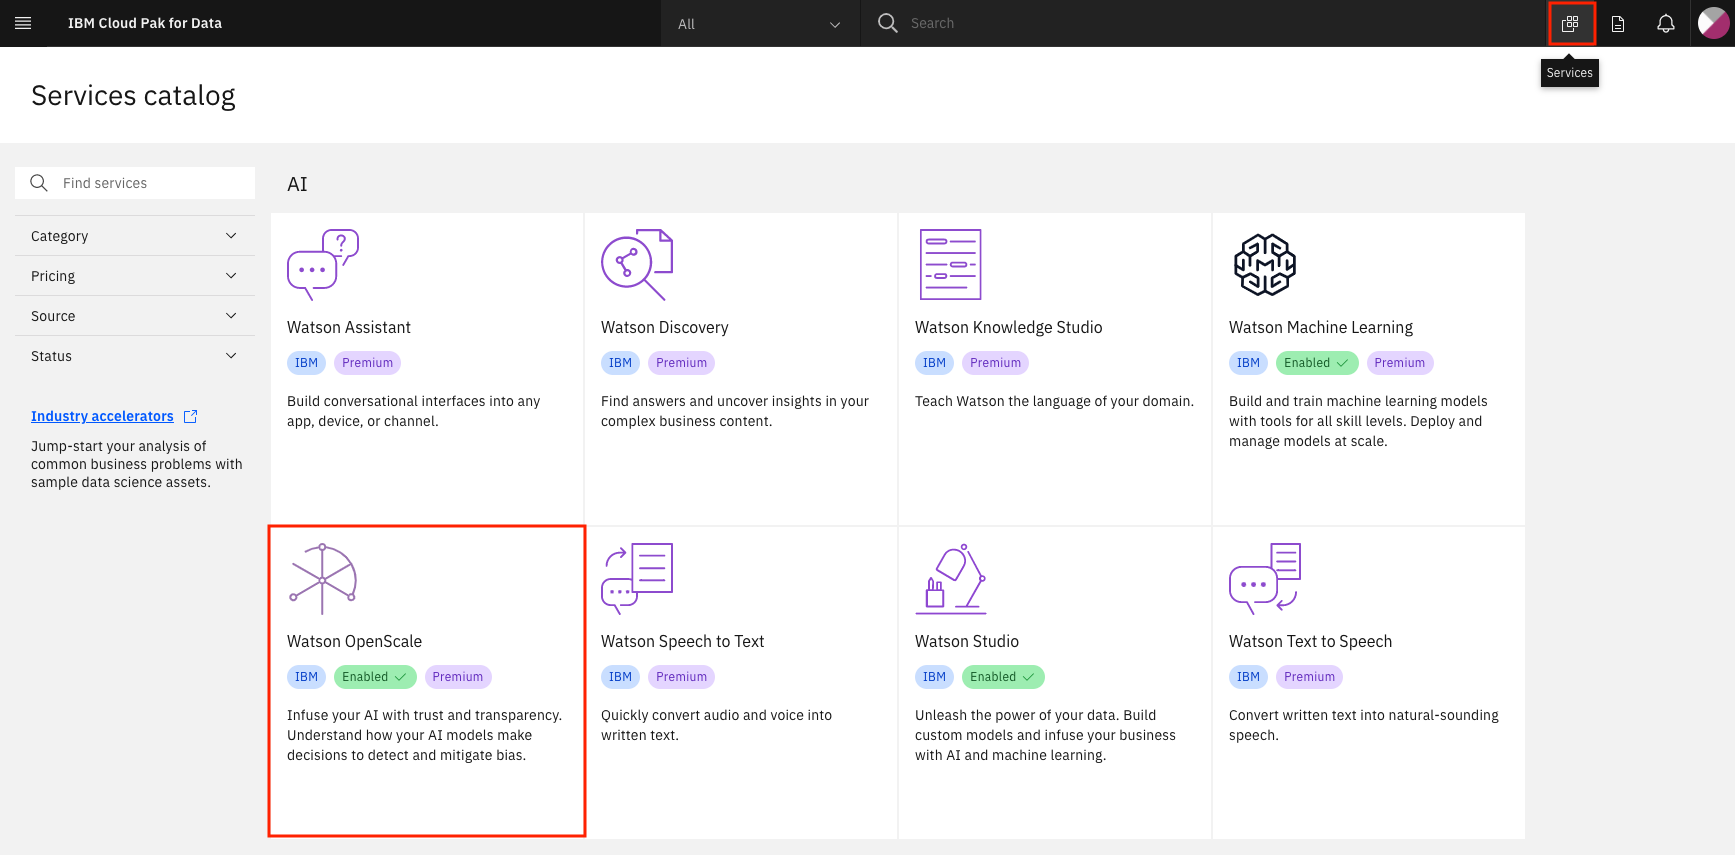 IBM Cloud Pak for Data
All
Search
Services
Services catalog
Find services
Category
Pricing
Source
Status
Industry accelerators
Jump-start your analysis of
common business problems with
sample data science assets.
AI
?
Watson Assistant
IBM Premium
Build conversational interfaces into any
app, device, or channel.
Watson Discovery
IBM Premium
Find answers and uncover insights in your
complex business content.
Watson Knowledge Studio
IBM Premium
Teach Watson the language of your domain.
Watson Machine Learning
IBM Enabled Premium
Build and train machine learning models
with tools for all skill levels. Deploy and
manage models at scale.
Watson OpenScale
IBM Enabled Premium
Infuse your AI with trust and transparency.
Understand how your AI models make
decisions to detect and mitigate bias.
Watson Speech to Text
IBM Premium
Quickly convert audio and voice into
written text.
Watson Studio
IBM Enabled
Unleash the power of your data. Build
custom models and infuse your business
with AI and machine learning.
Watson Text to Speech
IBM Premium
Convert written text into natural-sounding
speech.